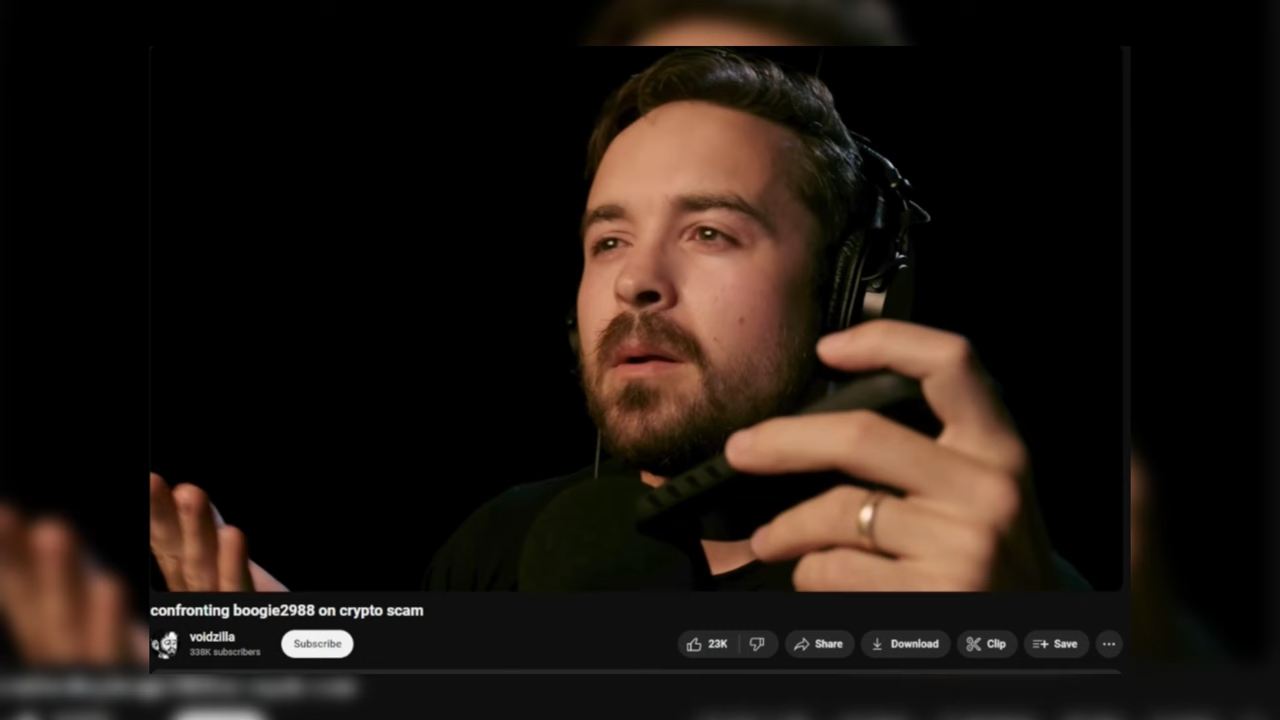 confronting boogie2988 on crypto scam
voidzilla
338K subscribers
Subscribe
23K
Share
Download
Clip
Save